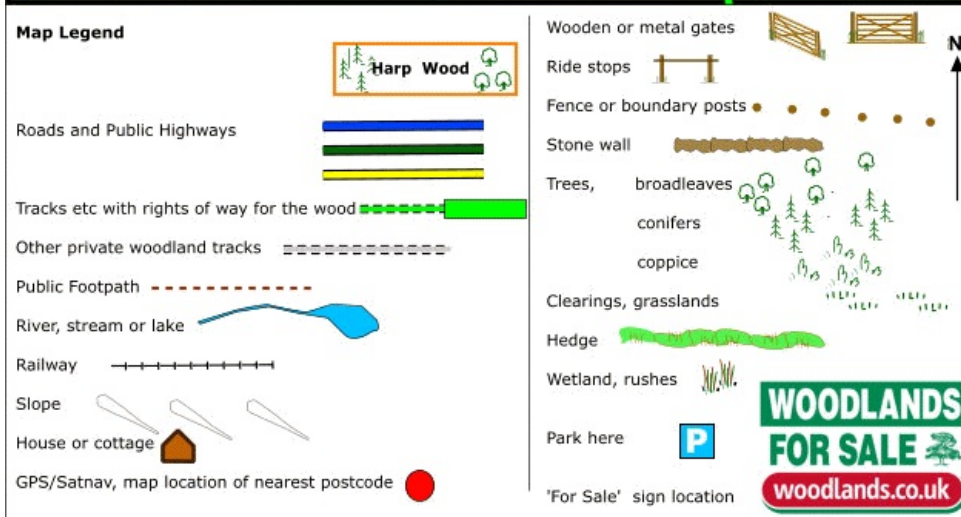 Map Legend
Harp Wood
Roads and Public Highways
Tracks etc with rights of way for the wood
Other private woodland tracks
Public Footpath
River, stream or lake
Railway
Slope
House or cottage
GPS/Satnav, map location of nearest postcode
Wooden or metal gates
Ride stops
Fence or boundary posts
Stone wall
Trees, broadleaves
conifers
coppice
Clearings, grasslands
Hedge
Wetland, rushes
Park here
P
'For Sale' sign location
N
WOODLANDS
FOR SALE
woodlands.co.uk